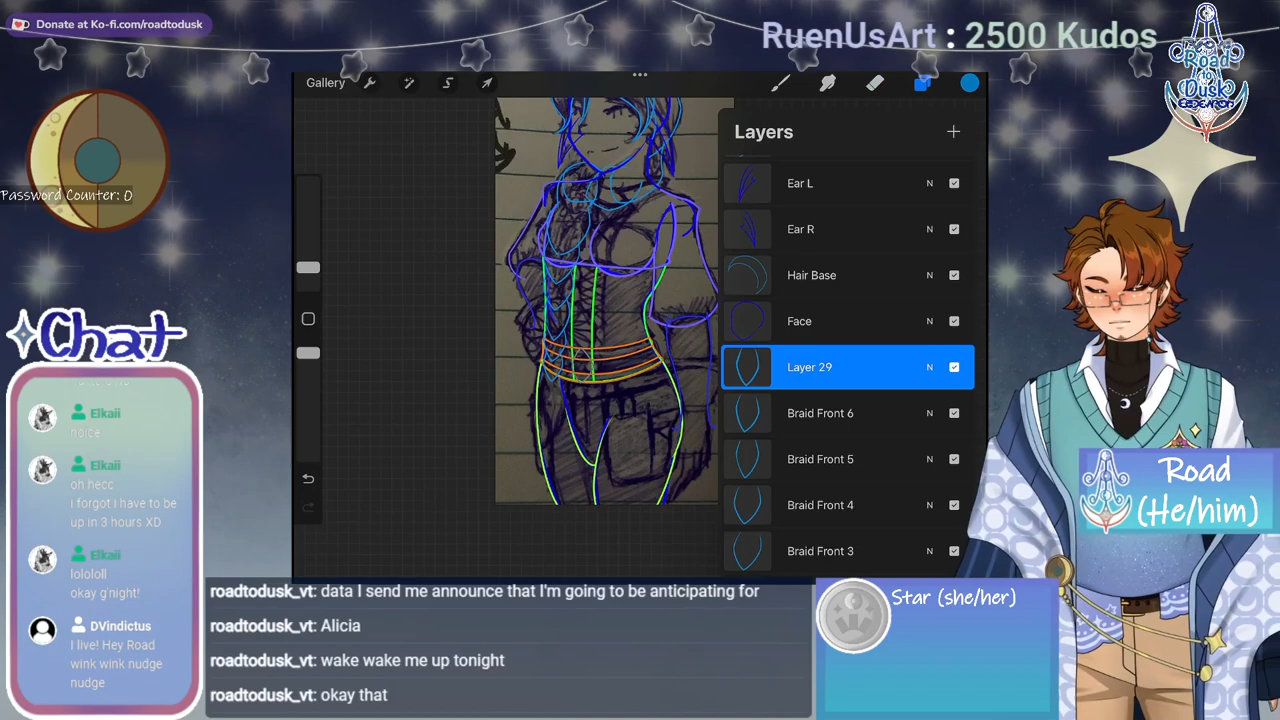 Donate at Ko-fi.com/roadtodusk
RuenUsArt : 2500 Kudos
Road
to
Dusk
Password Counter: 0
Gallery
Layers
Ear L
N
Ear R
N
Hair Base
N
Face
N
Layer 29
N
Braid Front 6
N
Braid Front 5
N
Braid Front 4
N
Braid Front 3
N
Chat
Elkaii
noice
Elkaii
oh hecc
i forgot i have to be
up in 3 hours XD
Elkaii
lolololl
okay g'night!
DVindictus
I live! Hey Road
wink wink nudge
nudge
roadtodusk_vt: data I send me announce that I'm going to be anticipating for
roadtodusk_vt: Alicia
roadtodusk_vt: wake wake me up tonight
roadtodusk_vt: okay that
Star (she/her)
Road
(He/him)